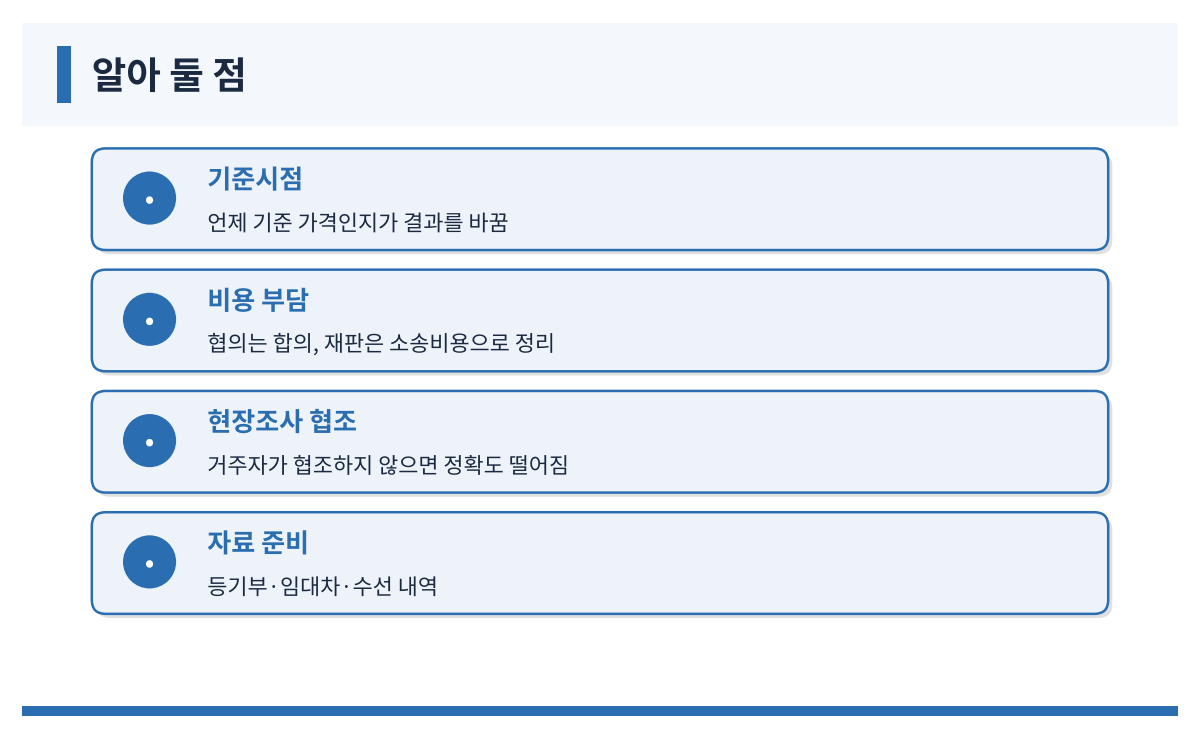 알아 둘 점
기준시점
언제 기준 가격인지가 결과를 바꿈
비용 부담
협의는 합의, 재판은 소송비용으로 정리
현장조사 협조
거주자가 협조하지 않으면 정확도 떨어짐
자료 준비
등기부·임대차·수선 내역